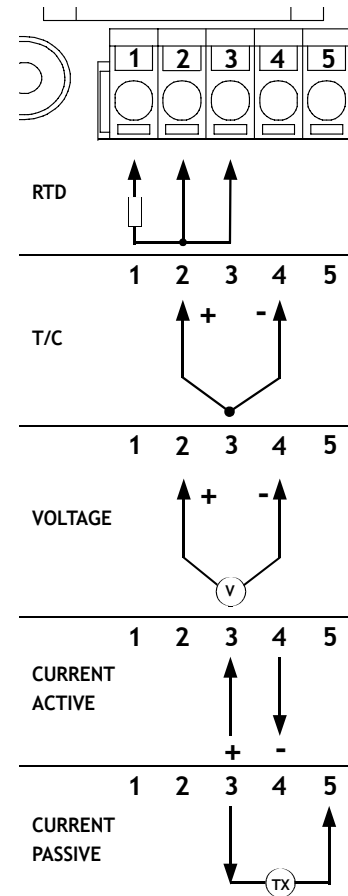 1 2 3 4 5
RTD
1 2 3 4 5
+ -
T/C
1 2 3 4 5
+ -
VOLTAGE
V
1 2 3 4 5
CURRENT
ACTIVE
+ -
1 2 3 4 5
CURRENT
PASSIVE
TX